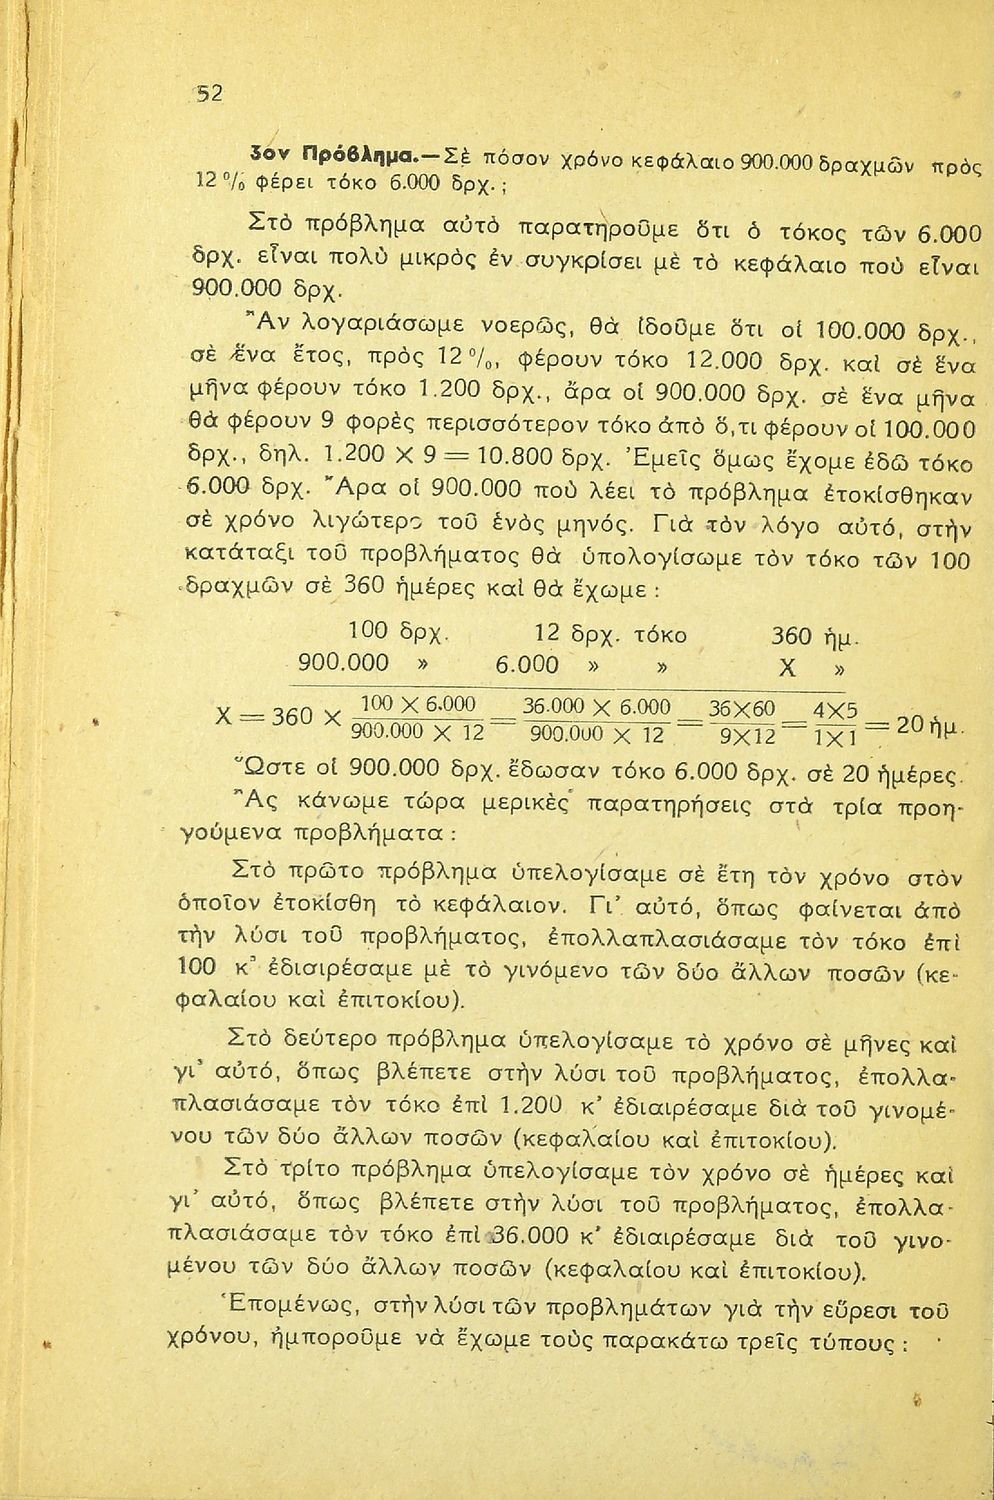 52
3ον Πρόβλημα.—Σὲ πόσον χρόνο κεφάλαιο 900.000 δραχμῶν πρὸς
12 % φέρει τόκο 6.000 δρχ. ;
Στὸ πρόβλημα αὐτὸ παρατηροῦμε ὅτι ὁ τόκος τῶν 6.000
δρχ. εἶναι πολὺ μικρὸς ἐν συγκρίσει μὲ τὸ κεφάλαιο ποὺ εἶναι
900.000 δρχ.
Ἂν λογαριάσωμε νοερῶς, θὰ ἰδοῦμε ὅτι οἱ 100.000 δρχ.,
σὲ ἕνα ἔτος, πρὸς 12 %, φέρουν τόκο 12.000 δρχ. καὶ σὲ ἕνα
μῆνα φέρουν τόκο 1.200 δρχ., ἄρα οἱ 900.000 δρχ. σὲ ἕνα μῆνα
θὰ φέρουν 9 φορὲς περισσότερον τόκο ἀπὸ ὅ,τι φέρουν οἱ 100.000
δρχ., δηλ. 1.200 Χ 9 = 10.800 δρχ. Ἐμεῖς ὅμως ἔχομε ἐδῶ τόκο
6.000 δρχ. Ἄρα οἱ 900.000 ποὺ λέει τὸ πρόβλημα ἐτοκίσθηκαν
σὲ χρόνο λιγώτερο τοῦ ἑνὸς μηνός. Γιὰ τὸν λόγο αὐτό, στὴν
κατάταξι τοῦ προβλήματος θὰ ὑπολογίσωμε τὸν τόκο τῶν 100
δραχμῶν σὲ 360 ἡμέρες καὶ θὰ ἔχωμε :
100 δρχ. 12 δρχ. τόκο 360 ἡμ.
900.000 » 6.000 » » Χ »
Χ = 360 Χ 100 Χ 6.000 / 900.000 Χ 12 = 36.000 Χ 6.000 / 900.000 Χ 12 = 36Χ60 / 9Χ12 = 4Χ5 / 1Χ1 = 20 ἡμ.
Ὥστε οἱ 900.000 δρχ. ἔδωσαν τόκο 6.000 δρχ. σὲ 20 ἡμέρες.
Ἂς κάνωμε τώρα μερικὲς παρατηρήσεις στὰ τρία προη-
γούμενα προβλήματα :
Στὸ πρῶτο πρόβλημα ὑπελογίσαμε σὲ ἔτη τὸν χρόνο στὸν
ὁποῖον ἐτοκίσθη τὸ κεφάλαιον. Γι' αὐτό, ὅπως φαίνεται ἀπὸ
τὴν λύσι τοῦ προβλήματος, ἐπολλαπλασιάσαμε τὸν τόκο ἐπὶ
100 κ' ἐδιαιρέσαμε μὲ τὸ γινόμενο τῶν δύο ἄλλων ποσῶν (κε-
φαλαίου καὶ ἐπιτοκίου).
Στὸ δεύτερο πρόβλημα ὑπελογίσαμε τὸ χρόνο σὲ μῆνες καὶ
γι' αὐτό, ὅπως βλέπετε στὴν λύσι τοῦ προβλήματος, ἐπολλα-
πλασιάσαμε τὸν τόκο ἐπὶ 1.200 κ' ἐδιαιρέσαμε διὰ τοῦ γινομέ-
νου τῶν δύο ἄλλων ποσῶν (κεφαλαίου καὶ ἐπιτοκίου).
Στὸ τρίτο πρόβλημα ὑπελογίσαμε τὸν χρόνο σὲ ἡμέρες καὶ
γι' αὐτό, ὅπως βλέπετε στὴν λύσι τοῦ προβλήματος, ἐπολλα-
πλασιάσαμε τὸν τόκο ἐπὶ 36.000 κ' ἐδιαιρέσαμε διὰ τοῦ γινο-
μένου τῶν δύο ἄλλων ποσῶν (κεφαλαίου καὶ ἐπιτοκίου).
Ἑπομένως, στὴν λύσι τῶν προβλημάτων γιὰ τὴν εὕρεσι τοῦ
χρόνου, ἠμποροῦμε νὰ ἔχωμε τοὺς παρακάτω τρεῖς τύπους :